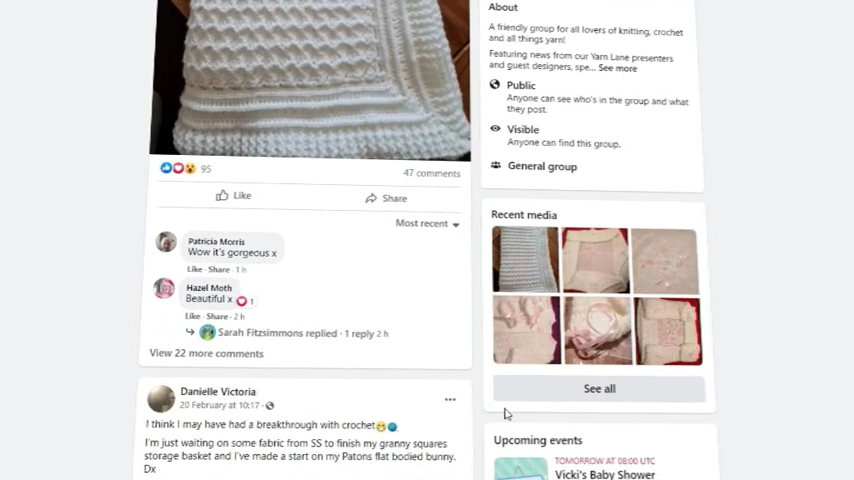 95
47 comments
Like
Share
Most recent
Patricia Morris
Wow it's gorgeous x
Like · Share · 1 h
Hazel Moth
Beautiful x
1
Like · Share · 2 h
Sarah Fitzsimmons replied · 1 reply 2 h
View 22 more comments
Danielle Victoria
20 February at 10:17 ·
I think I may have had a breakthrough with crochet
I'm just waiting on some fabric from SS to finish my granny squares
storage basket and I've made a start on my Patons flat bodied bunny.
Dx
About
A friendly group for all lovers of knitting, crochet
and all things yarn!
Featuring news from our Yarn Lane presenters
and guest designers, spe... See more
Public
Anyone can see who's in the group and what
they post.
Visible
Anyone can find this group.
General group
Recent media
See all
Upcoming events
TOMORROW AT 08:00 UTC
Vicki's Baby Shower